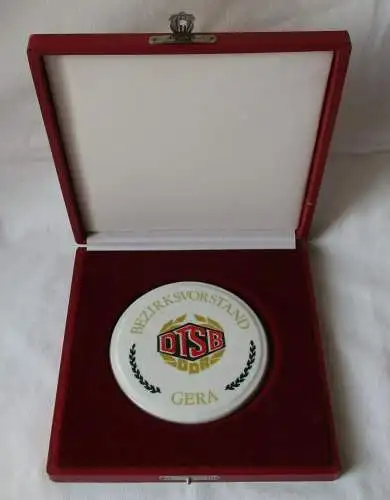 BEZIRKSVORSTAND
DTSB
DDR
GERA